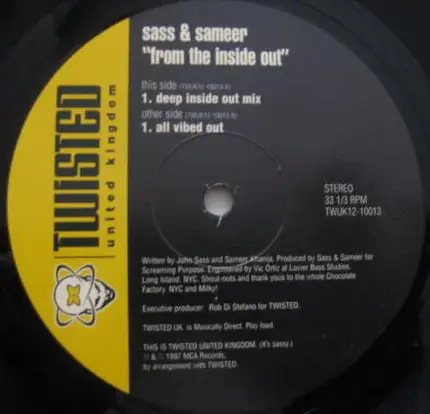 sass & sameer
"from the inside out"
this side (TWUK12-10013-A)
1. deep inside out mix
other side (TWUK12-10013-B)
1. all vibed out
TWISTED
united kingdom
STEREO
33 1/3 RPM
TWUK12-10013
Written by John Sass and Sameer Khanna. Produced by Sass & Sameer for
Screaming Purpose. Engineered by Vic Ortiz at Lower Bass Studios,
Long Island, NYC. Shout-outs and thank yous to the whole Chocolate
Factory. NYC and Milky!
Executive producer: Rob Di Stefano for TWISTED.
TWISTED UK is Musically Direct. Play loud.
THIS IS TWISTED UNITED KINGDOM. (It's sassy.)
℗ & © 1997 MCA Records,
by arrangement with TWISTED.